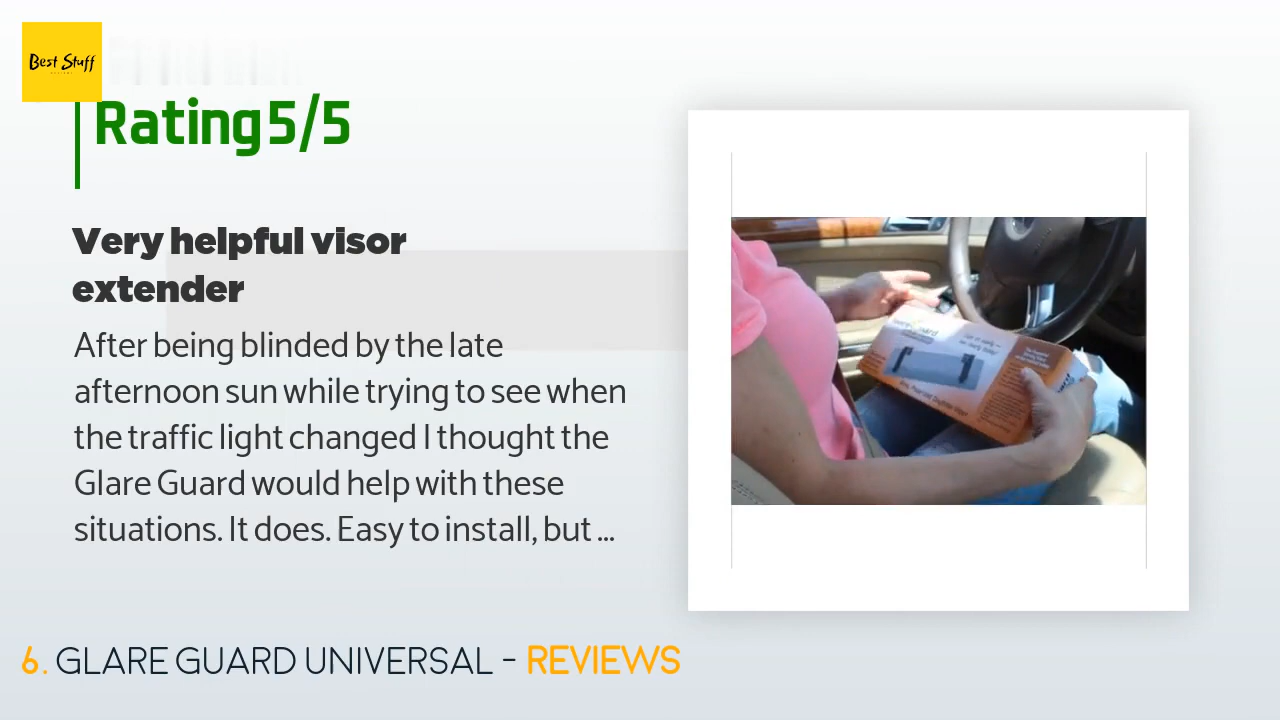 Best Stuff
Rating 5/5
Very helpful visor
extender
After being blinded by the late
afternoon sun while trying to see when
the traffic light changed I thought the
Glare Guard would help with these
situations. It does. Easy to install, but ...
6. GLARE GUARD UNIVERSAL - REVIEWS